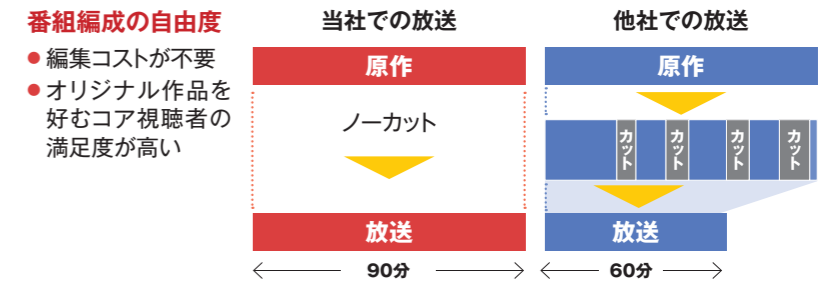 番組編成の自由度
● 編集コストが不要
● オリジナル作品を
好むコア視聴者の
満足度が高い
当社での放送
原作
ノーカット
放送
90分
他社での放送
原作
カット
カット
カット
カット
放送
60分